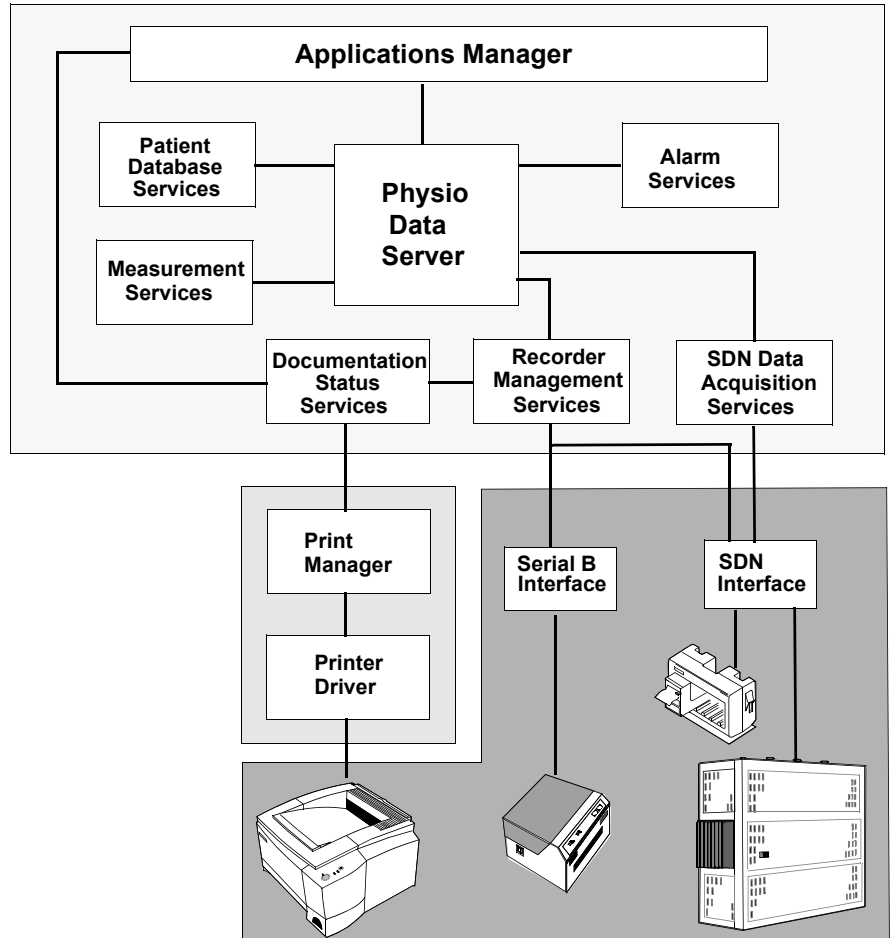 Applications Manager
Patient
Database
Services
Physio
Data
Server
Alarm
Services
Measurement
Services
Documentation
Status
Services
Recorder
Management
Services
SDN Data
Acquisition
Services
Print
Manager
Serial B
Interface
SDN
Interface
Printer
Driver